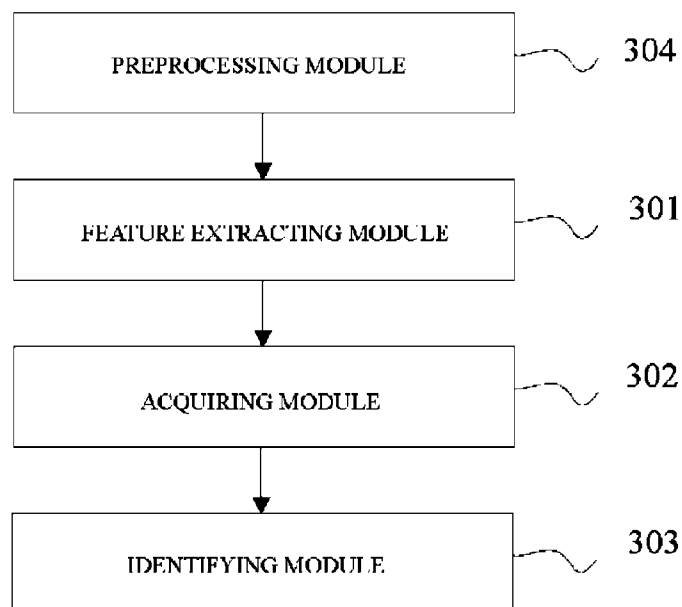 PREPROCESSING MODULE
304
FEATURE EXTRACTING MODULE
301
ACQUIRING MODULE
302
IDENTIFYING MODULE
303